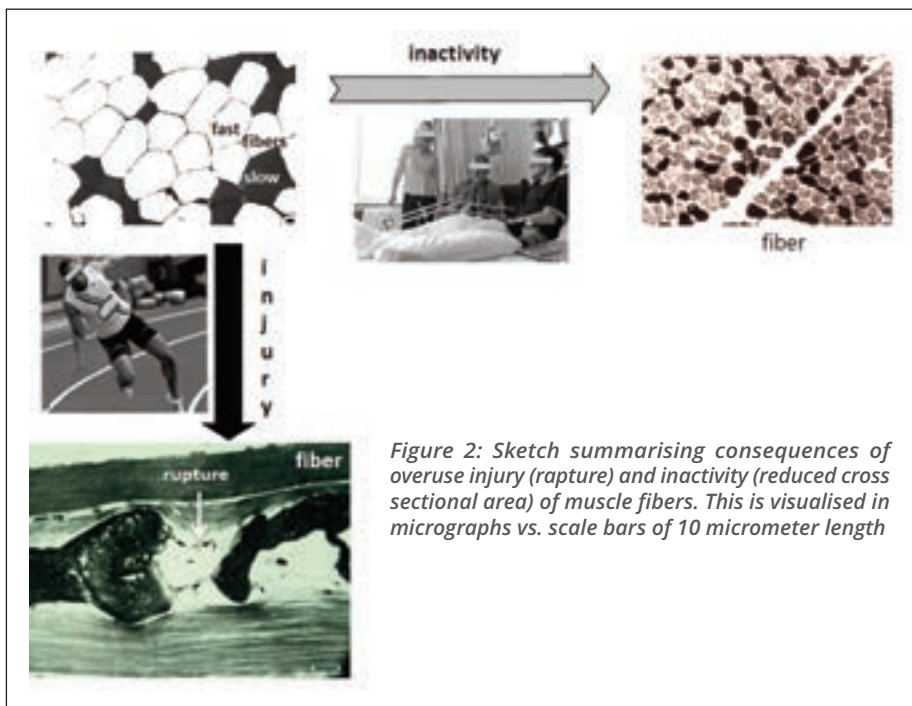 inactivity
fast fibers
slow
fiber
i
n
j
u
r
y
fiber
rupture
Figure 2: Sketch summarising consequences of
overuse injury (rapture) and inactivity (reduced cross
sectional area) of muscle fibers. This is visualised in
micrographs vs. scale bars of 10 micrometer length